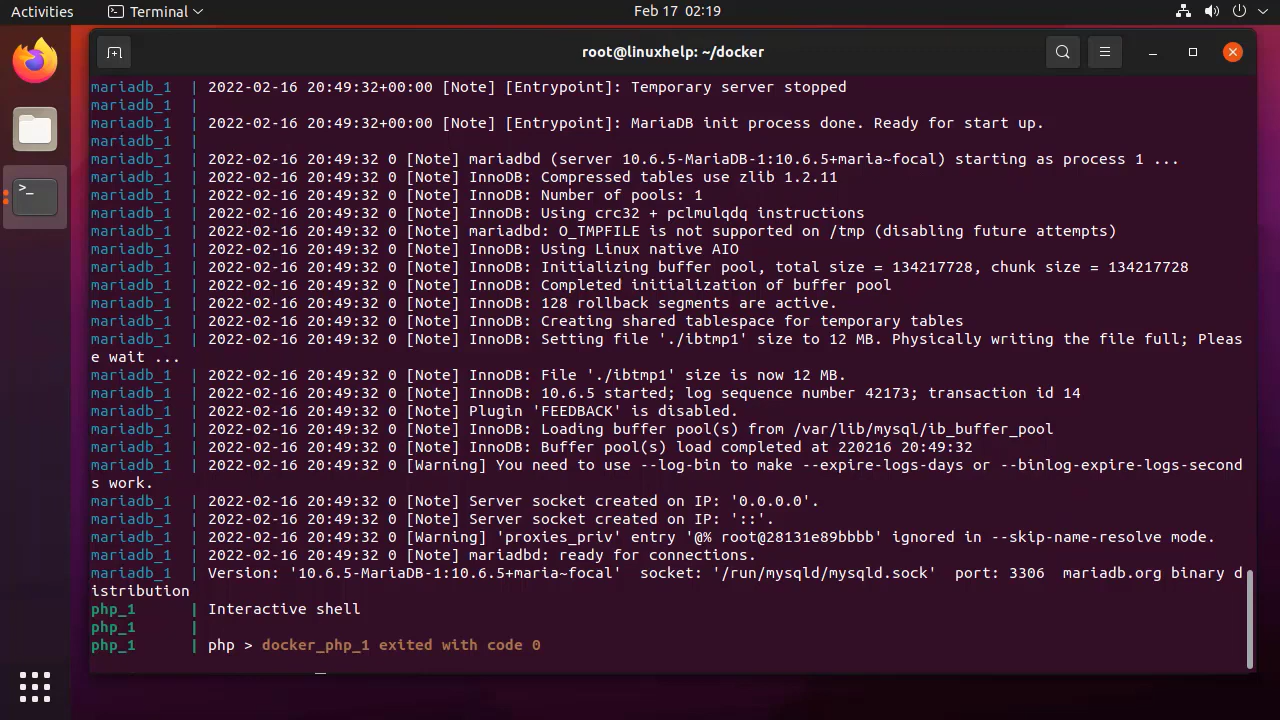 Activities Terminal Feb 17 02:19
root@linuxhelp: ~/docker
mariadb_1 | 2022-02-16 20:49:32+00:00 [Note] [Entrypoint]: Temporary server stopped
mariadb_1 |
mariadb_1 | 2022-02-16 20:49:32+00:00 [Note] [Entrypoint]: MariaDB init process done. Ready for start up.
mariadb_1 |
mariadb_1 | 2022-02-16 20:49:32 0 [Note] mariadbd (server 10.6.5-MariaDB-1:10.6.5+maria~focal) starting as process 1 ...
mariadb_1 | 2022-02-16 20:49:32 0 [Note] InnoDB: Compressed tables use zlib 1.2.11
mariadb_1 | 2022-02-16 20:49:32 0 [Note] InnoDB: Number of pools: 1
mariadb_1 | 2022-02-16 20:49:32 0 [Note] InnoDB: Using crc32 + pclmulqdq instructions
mariadb_1 | 2022-02-16 20:49:32 0 [Note] mariadbd: O_TMPFILE is not supported on /tmp (disabling future attempts)
mariadb_1 | 2022-02-16 20:49:32 0 [Note] InnoDB: Using Linux native AIO
mariadb_1 | 2022-02-16 20:49:32 0 [Note] InnoDB: Initializing buffer pool, total size = 134217728, chunk size = 134217728
mariadb_1 | 2022-02-16 20:49:32 0 [Note] InnoDB: Completed initialization of buffer pool
mariadb_1 | 2022-02-16 20:49:32 0 [Note] InnoDB: 128 rollback segments are active.
mariadb_1 | 2022-02-16 20:49:32 0 [Note] InnoDB: Creating shared tablespace for temporary tables
mariadb_1 | 2022-02-16 20:49:32 0 [Note] InnoDB: Setting file './ibtmp1' size to 12 MB. Physically writing the file full; Pleas
e wait ...
mariadb_1 | 2022-02-16 20:49:32 0 [Note] InnoDB: File './ibtmp1' size is now 12 MB.
mariadb_1 | 2022-02-16 20:49:32 0 [Note] InnoDB: 10.6.5 started; log sequence number 42173; transaction id 14
mariadb_1 | 2022-02-16 20:49:32 0 [Note] Plugin 'FEEDBACK' is disabled.
mariadb_1 | 2022-02-16 20:49:32 0 [Note] InnoDB: Loading buffer pool(s) from /var/lib/mysql/ib_buffer_pool
mariadb_1 | 2022-02-16 20:49:32 0 [Note] InnoDB: Buffer pool(s) load completed at 220216 20:49:32
mariadb_1 | 2022-02-16 20:49:32 0 [Warning] You need to use --log-bin to make --expire-logs-days or --binlog-expire-logs-second
s work.
mariadb_1 | 2022-02-16 20:49:32 0 [Note] Server socket created on IP: '0.0.0.0'.
mariadb_1 | 2022-02-16 20:49:32 0 [Note] Server socket created on IP: '::'.
mariadb_1 | 2022-02-16 20:49:32 0 [Warning] 'proxies_priv' entry '@% root@28131e89bbbb' ignored in --skip-name-resolve mode.
mariadb_1 | 2022-02-16 20:49:32 0 [Note] mariadbd: ready for connections.
mariadb_1 | Version: '10.6.5-MariaDB-1:10.6.5+maria~focal' socket: '/run/mysqld/mysqld.sock' port: 3306 mariadb.org binary d
istribution
php_1 | Interactive shell
php_1 |
php_1 | php > docker_php_1 exited with code 0